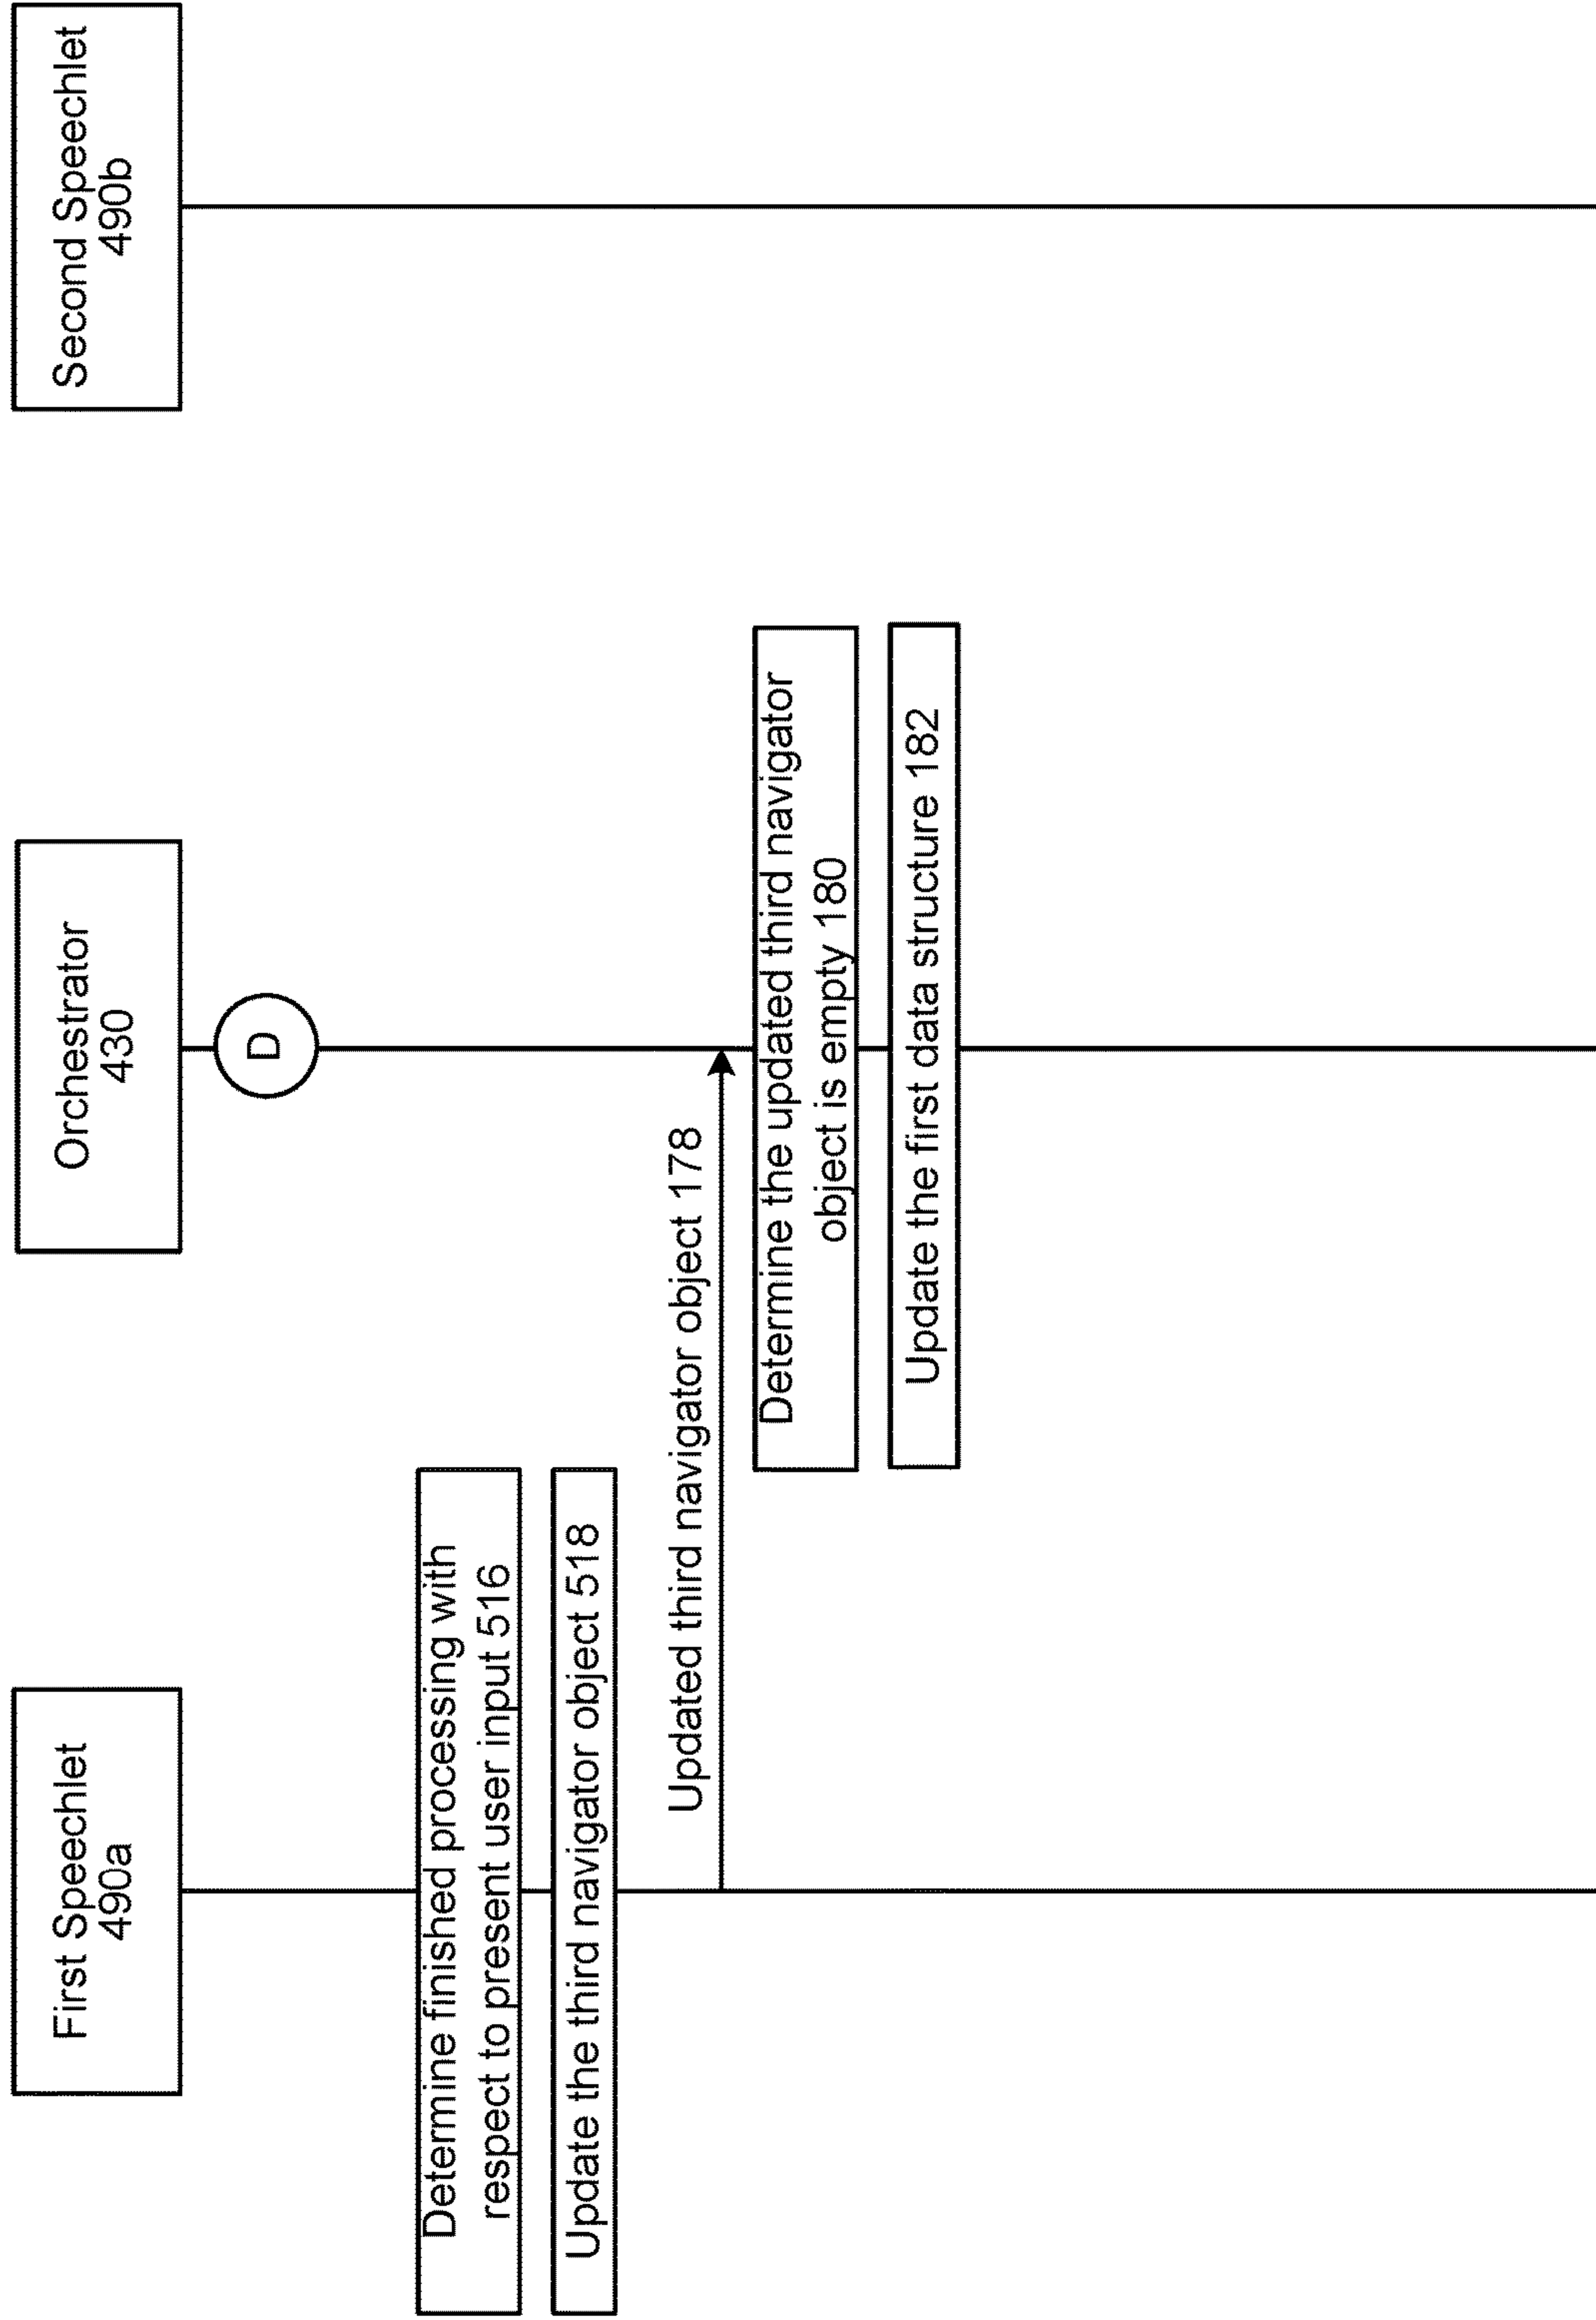 First Speechlet
490a
Orchestrator
430
Second Speechlet
490b
D
Determine finished processing with
respect to present user input 516
Update the third navigator object 518
Updated third navigator object 178
Determine the updated third navigator
object is empty 180
Update the first data structure 182